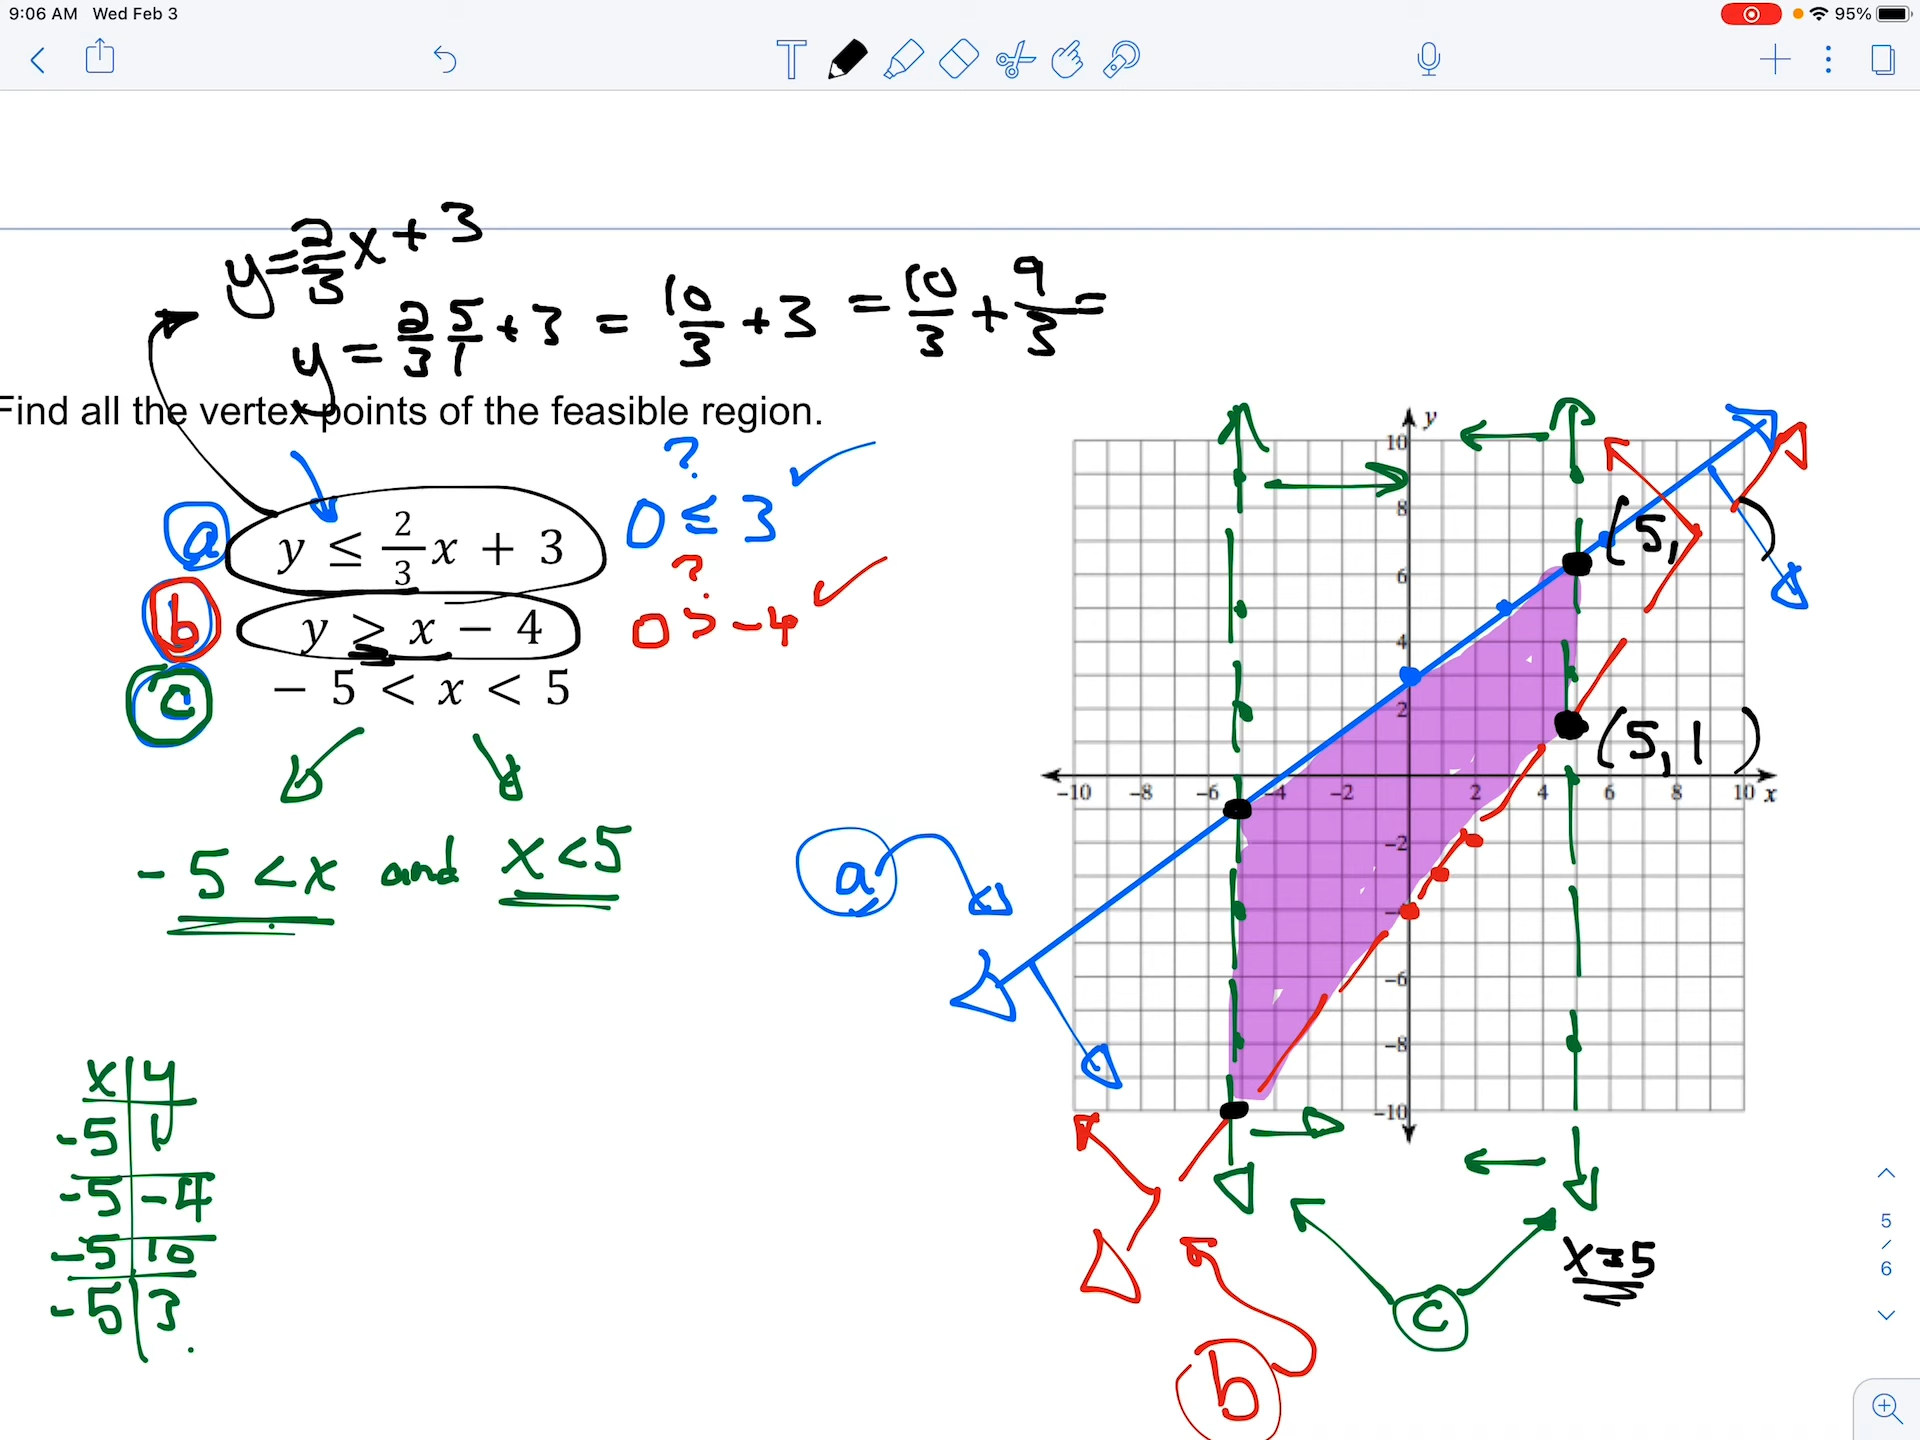 9:06 AM Wed Feb 3
95%
T
y=2/3x+3
y = 2/3 5/1 + 3 = 10/3 + 3 = 10/3 + 9/3 =
Find all the vertex points of the feasible region.
?
a y ≤ 2/3x + 3 0 ≤ 3
?
b y ≥ x − 4 0 > -4
c − 5 < x < 5
-5 < x and x < 5
x y
-5
-5 -4
-5 10
-5 3
y
10
8
6
4
2
-10 -8 -6 -4 -2 2 4 6 8 10 x
-2
-4
-6
-8
-10
(5, )
(5, 1)
a
x=5
c
b
5
6